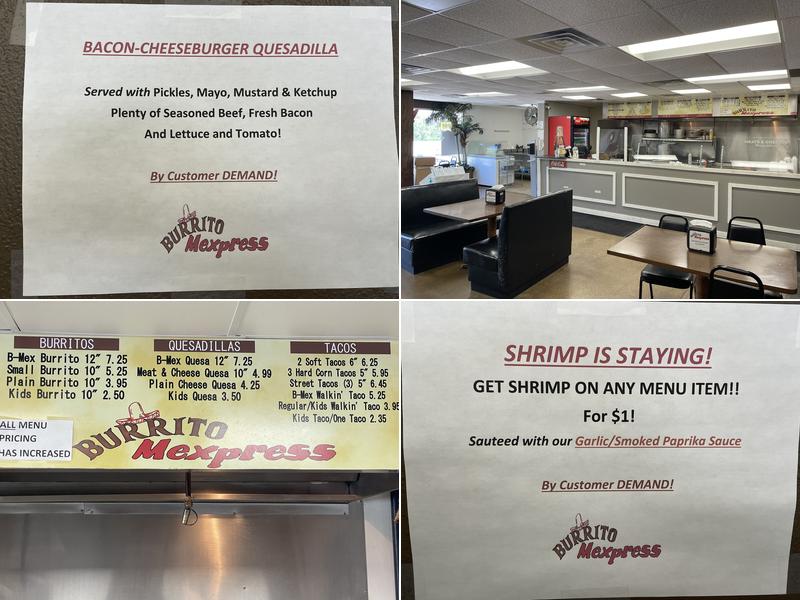 BACON-CHEESEBURGER QUESADILLA
Served with Pickles, Mayo, Mustard & Ketchup
Plenty of Seasoned Beef, Fresh Bacon
And Lettuce and Tomato!
By Customer DEMAND!
BURRITO
Mexpress
BURRITOS
B-Mex Burrito 12" 7.25
Small Burrito 10" 5.25
Plain Burrito 10" 3.95
Kids Burrito 10" 2.50
QUESADILLAS
B-Mex Quesa 12" 7.25
Meat & Cheese Quesa 10" 4.99
Plain Cheese Quesa 4.25
Kids Quesa 3.50
TACOS
2 Soft Tacos 6" 6.25
3 Hard Corn Tacos 5" 5.95
Street Tacos (3) 5" 6.45
B-Mex Walkin' Taco 5.25
Regular/Kids Walkin' Taco 3.95
Kids Taco/One Taco 2.35
ALL MENU
PRICING
HAS INCREASED
BURRITO
Mexpress
SHRIMP IS STAYING!
GET SHRIMP ON ANY MENU ITEM!!
For $1!
Sauteed with our Garlic/Smoked Paprika Sauce
By Customer DEMAND!
BURRITO
Mexpress